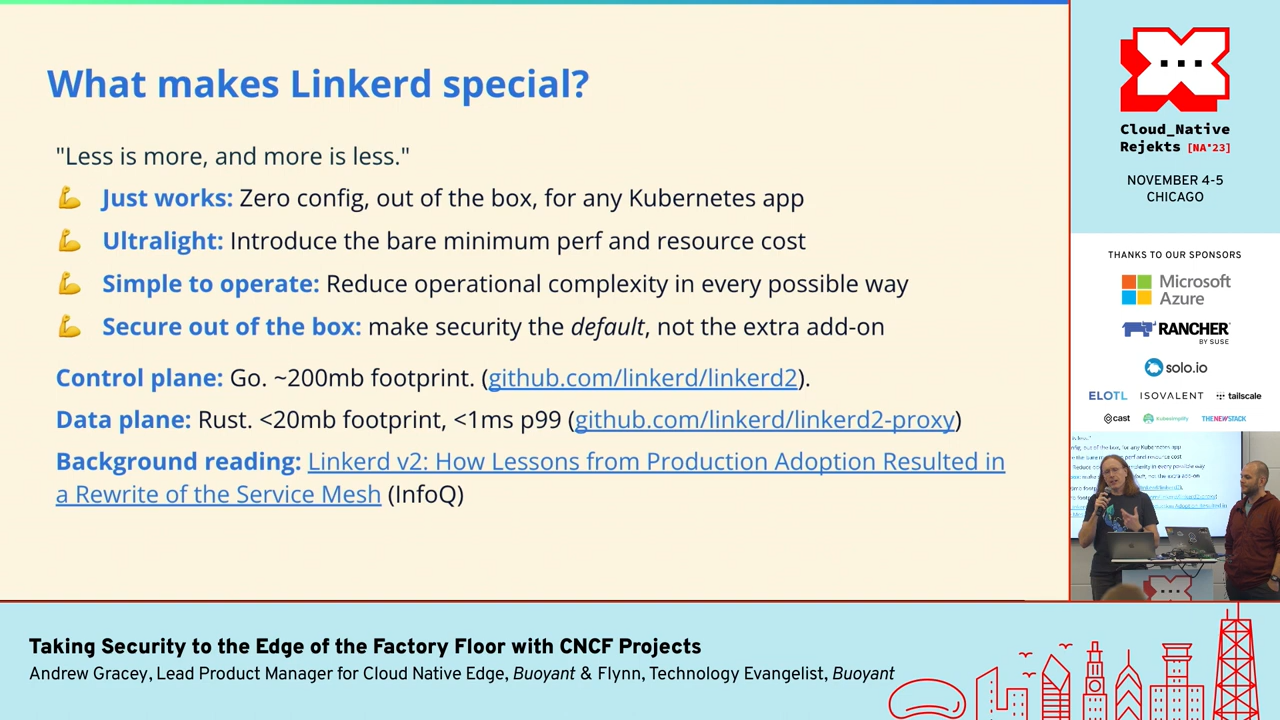 What makes Linkerd special?
"Less is more, and more is less."
💪 Just works: Zero config, out of the box, for any Kubernetes app
💪 Ultralight: Introduce the bare minimum perf and resource cost
💪 Simple to operate: Reduce operational complexity in every possible way
💪 Secure out of the box: make security the default, not the extra add-on
Control plane: Go. ~200mb footprint. (github.com/linkerd/linkerd2).
Data plane: Rust. <20mb footprint, <1ms p99 (github.com/linkerd/linkerd2-proxy)
Background reading: Linkerd v2: How Lessons from Production Adoption Resulted in
a Rewrite of the Service Mesh (InfoQ)
Cloud_Native
Rejekts [NA'23]
NOVEMBER 4-5
CHICAGO
THANKS TO OUR SPONSORS
Microsoft
Azure
RANCHER
BY SUSE
solo.io
ELOTL ISOVALENT tailscale
cast kubesimplify THENEWSTACK
Taking Security to the Edge of the Factory Floor with CNCF Projects
Andrew Gracey, Lead Product Manager for Cloud Native Edge, Buoyant & Flynn, Technology Evangelist, Buoyant